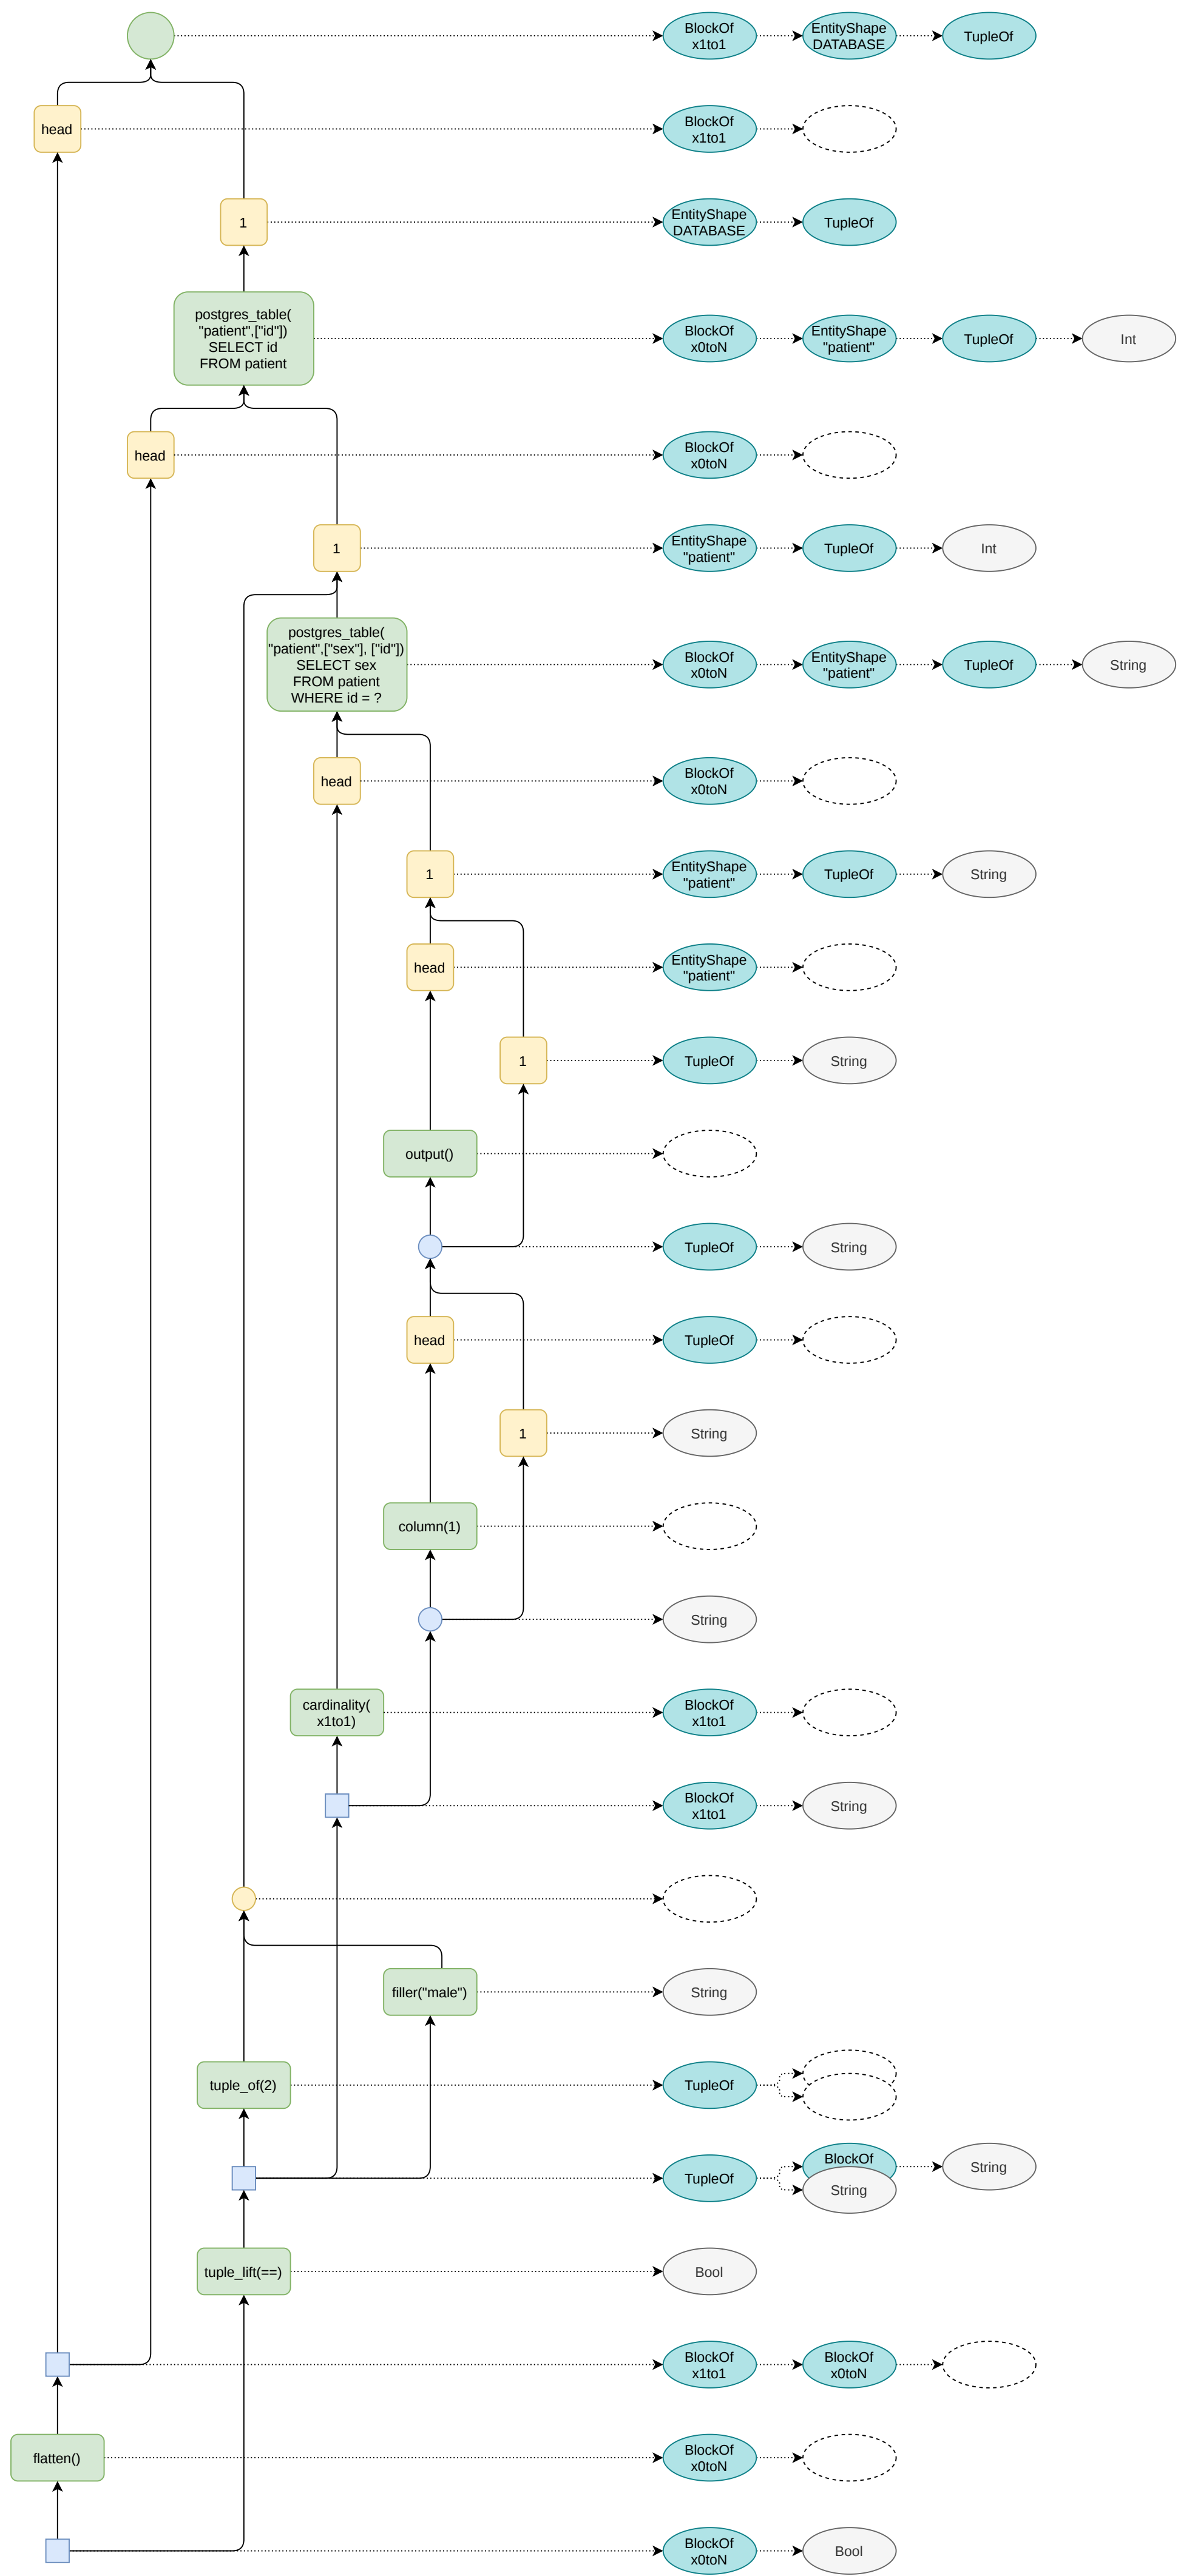 BlockOf
x1to1
EntityShape
DATABASE
TupleOf
head
BlockOf
x1to1
1
EntityShape
DATABASE
TupleOf
postgres_table(
"patient",["id"])
SELECT id
FROM patient
BlockOf
x0toN
EntityShape
"patient"
TupleOf
Int
head
BlockOf
x0toN
1
EntityShape
"patient"
TupleOf
Int
postgres_table(
"patient",["sex"], ["id"])
SELECT sex
FROM patient
WHERE id = ?
BlockOf
x0toN
EntityShape
"patient"
TupleOf
String
head
BlockOf
x0toN
1
EntityShape
"patient"
TupleOf
String
head
EntityShape
"patient"
1
TupleOf
String
output()
TupleOf
String
head
TupleOf
1
String
column(1)
String
cardinality(
x1to1)
BlockOf
x1to1
BlockOf
x1to1
String
filler("male")
String
tuple_of(2)
TupleOf
TupleOf
BlockOf
String
String
tuple_lift(==)
Bool
BlockOf
x1to1
BlockOf
x0toN
flatten()
BlockOf
x0toN
BlockOf
x0toN
Bool